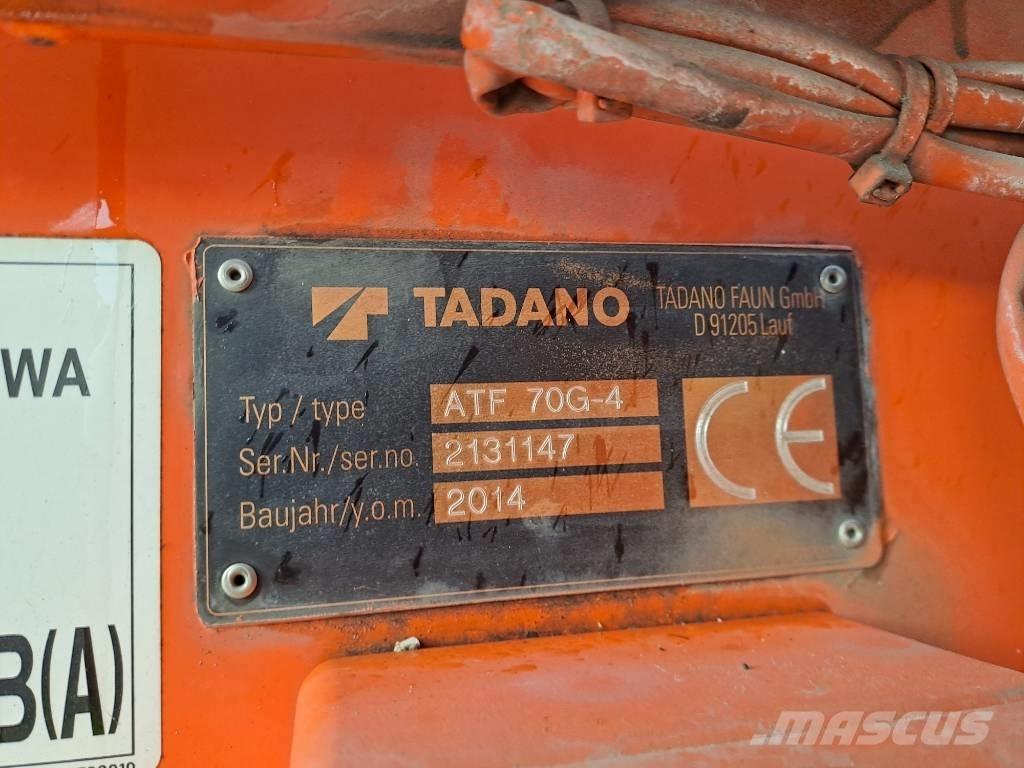 TADANO
TADANO FAUN GmbH
D 91205 Lauf
Typ / type ATF 70G-4
Ser.Nr./ser.no. 2131147
Baujahr/y.o.m. 2014
CE
WA
B(A)
MASCUS